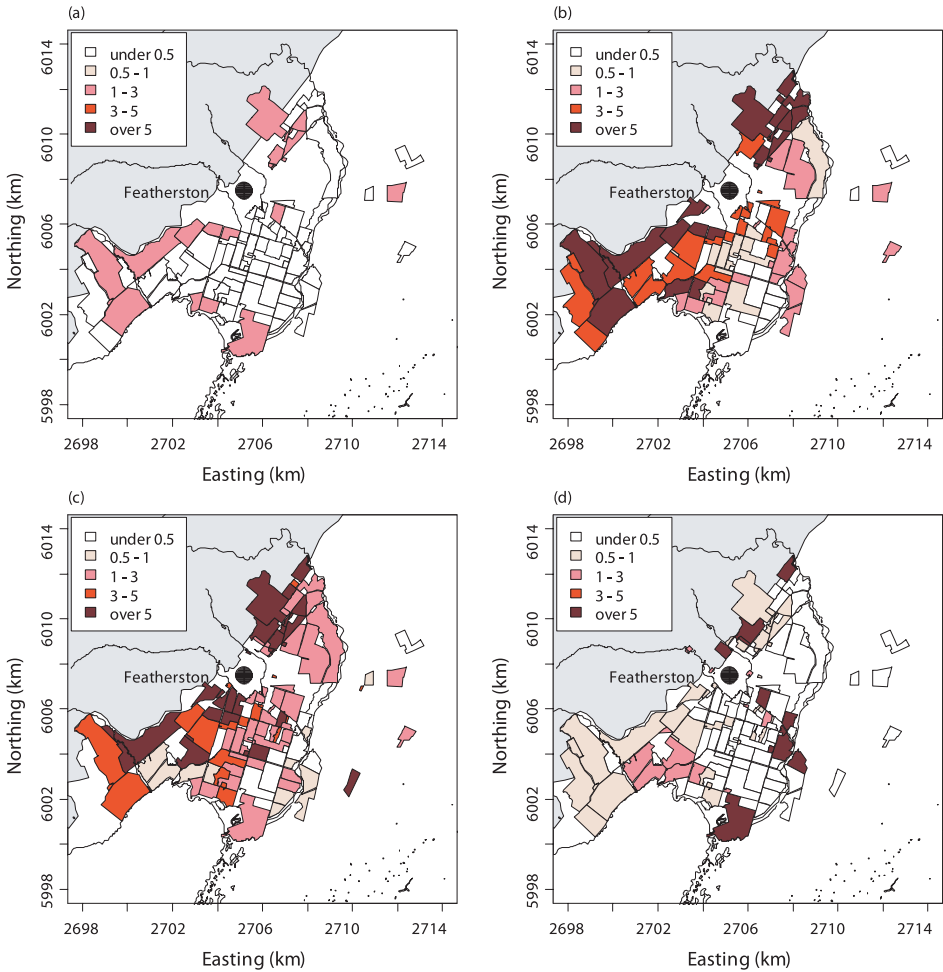 (a)
under 0.5
0.5 - 1
1 - 3
3 - 5
over 5
Featherston
Northing (km)
6014
6010
6006
6002
5998
2698 2702 2706 2710 2714
Easting (km)
(b)
under 0.5
0.5 - 1
1 - 3
3 - 5
over 5
Featherston
Northing (km)
6014
6010
6006
6002
5998
2698 2702 2706 2710 2714
Easting (km)
(c)
under 0.5
0.5 - 1
1 - 3
3 - 5
over 5
Featherston
Northing (km)
6014
6010
6006
6002
5998
2698 2702 2706 2710 2714
Easting (km)
(d)
under 0.5
0.5 - 1
1 - 3
3 - 5
over 5
Featherston
Northing (km)
6014
6010
6006
6002
5998
2698 2702 2706 2710 2714
Easting (km)